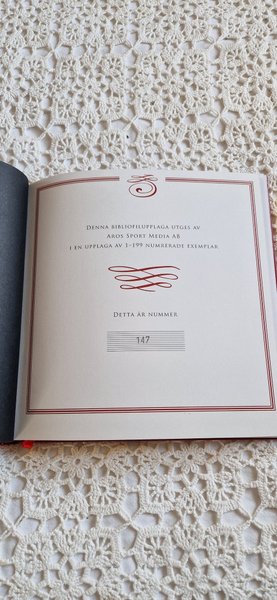 Denna bibliofilupplaga utges av
Aros Sport Media AB
i en upplaga av 1–199 numrerade exemplar
Detta är nummer
147